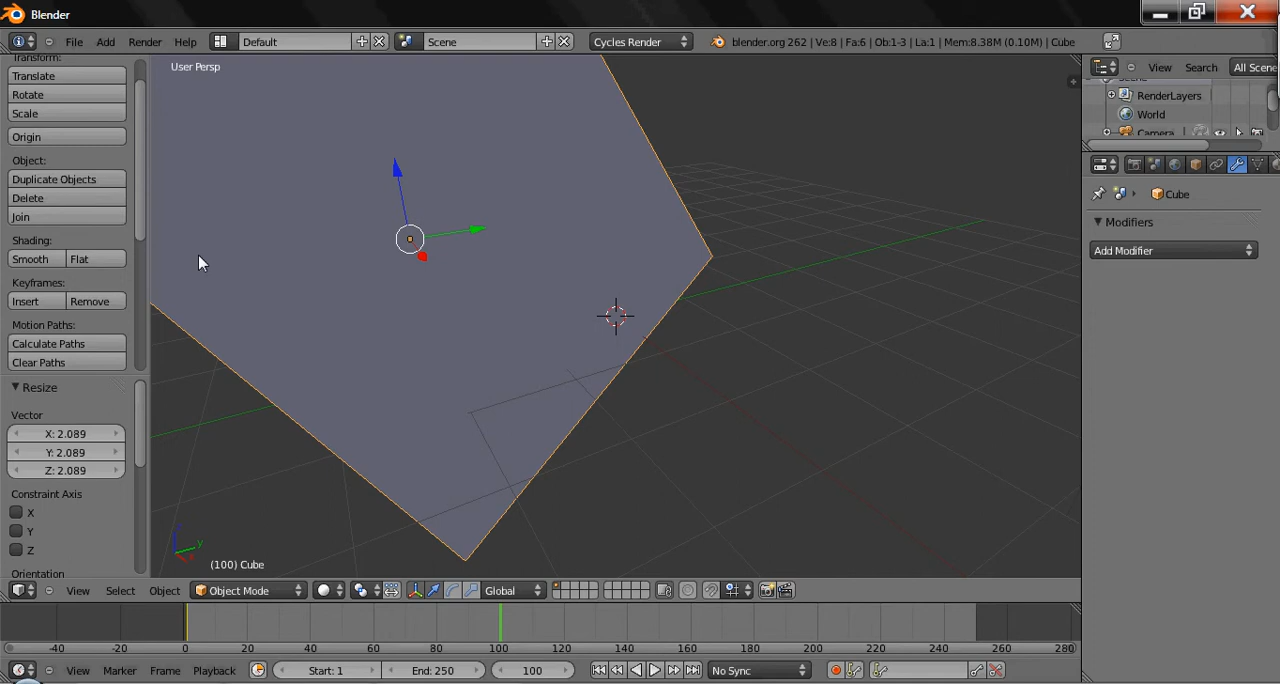 Blender
File Add Render Help Default Scene Cycles Render blender.org 262 | Ve:8 | Fa:6 | Ob:1-3 | La:1 | Mem:8.38M (0.10M) | Cube
Transform:
Translate
Rotate
Scale
Origin
Object:
Duplicate Objects
Delete
Join
Shading:
Smooth Flat
Keyframes:
Insert Remove
Motion Paths:
Calculate Paths
Clear Paths
Resize
Vector
X: 2.089
Y: 2.089
Z: 2.089
Constraint Axis
X
Y
Z
Orientation
User Persp
y
(100) Cube
View Select Object Object Mode Global
-40 -20 0 20 40 60 80 100 120 140 160 180 200 220 240 260 280
View Marker Frame Playback Start: 1 End: 250 100 No Sync
View Search All Scene
Scene
RenderLayers
World
Camera
Cube
Modifiers
Add Modifier